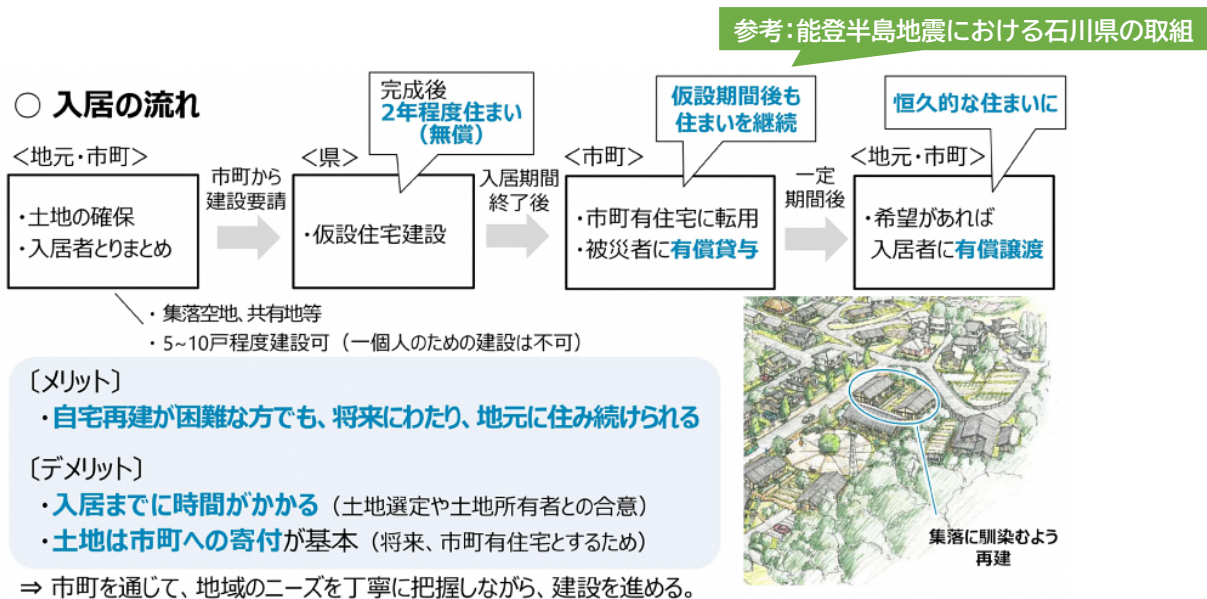 参考：能登半島地震における石川県の取組
○ 入居の流れ
＜地元・市町＞
・土地の確保
・入居者とりまとめ
市町から
建設要請
＜県＞
完成後
2年程度住まい
（無償）
・仮設住宅建設
入居期間
終了後
＜市町＞
仮設期間後も
住まいを継続
・市町有住宅に転用
・被災者に有償貸与
一定
期間後
＜地元・市町＞
恒久的な住まいに
・希望があれば
入居者に有償譲渡
・ 集落空地、共有地等
・ 5~10戸程度建設可（一個人のための建設は不可）
〔メリット〕
・自宅再建が困難な方でも、将来にわたり、地元に住み続けられる
〔デメリット〕
・入居までに時間がかかる（土地選定や土地所有者との合意）
・土地は市町への寄付が基本（将来、市町有住宅とするため）
⇒ 市町を通じて、地域のニーズを丁寧に把握しながら、建設を進める。
集落に馴染むよう
再建